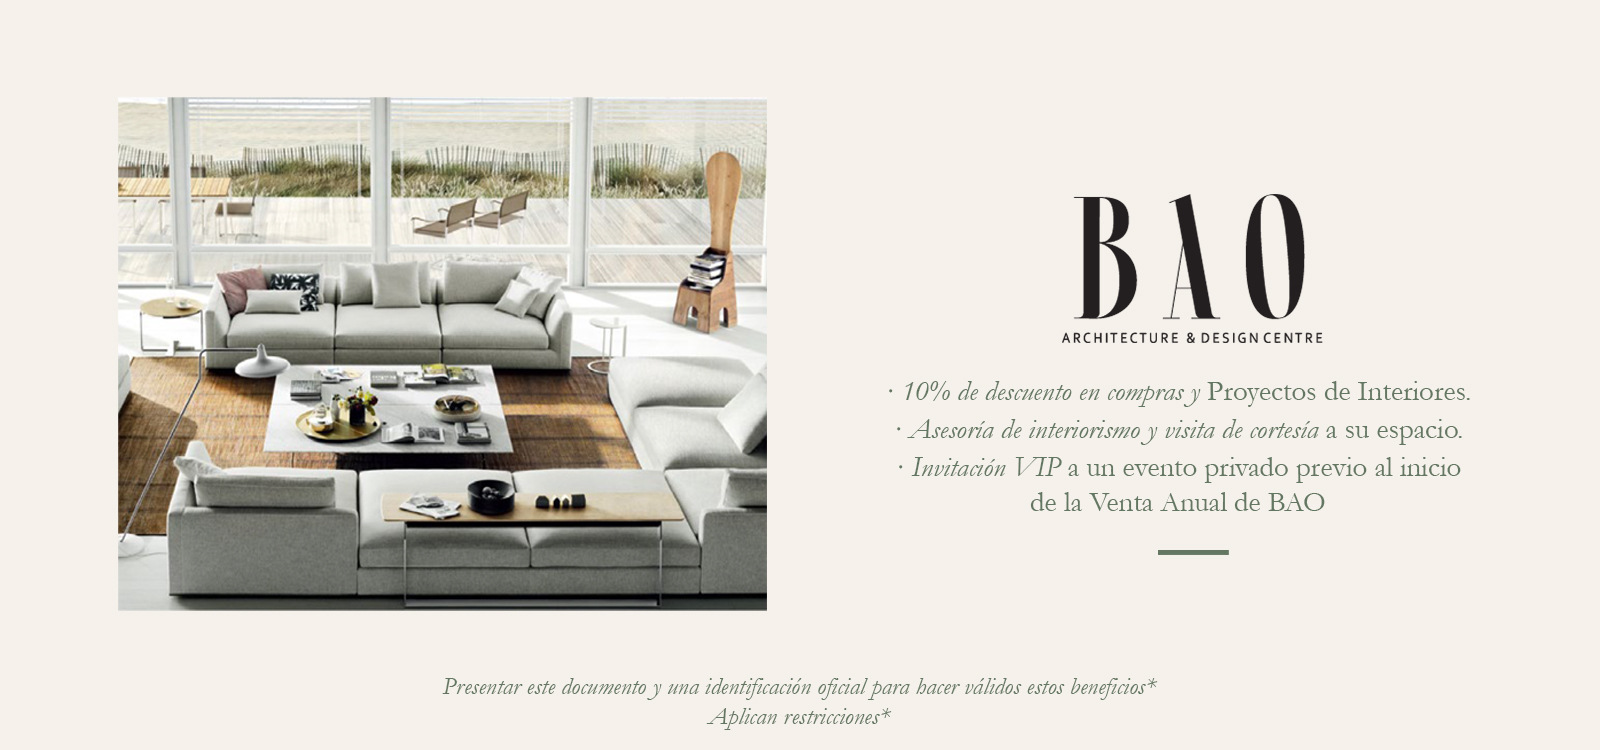 BAO
ARCHITECTURE & DESIGN CENTRE
· 10% de descuento en compras y Proyectos de Interiores.
· Asesoría de interiorismo y visita de cortesía a su espacio.
· Invitación VIP a un evento privado previo al inicio
de la Venta Anual de BAO
Presentar este documento y una identificación oficial para hacer válidos estos beneficios*
Aplican restricciones*